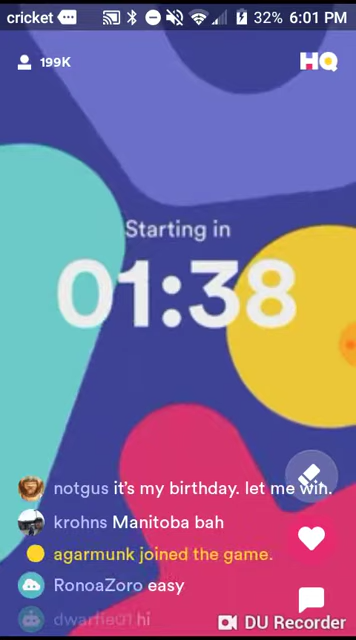 cricket 32% 6:01 PM
199K HQ
Starting in
01:38
notgus it's my birthday. let me win.
krohns Manitoba bah
agarmunk joined the game.
RonoaZoro easy
dwarfie01 hi
DU Recorder